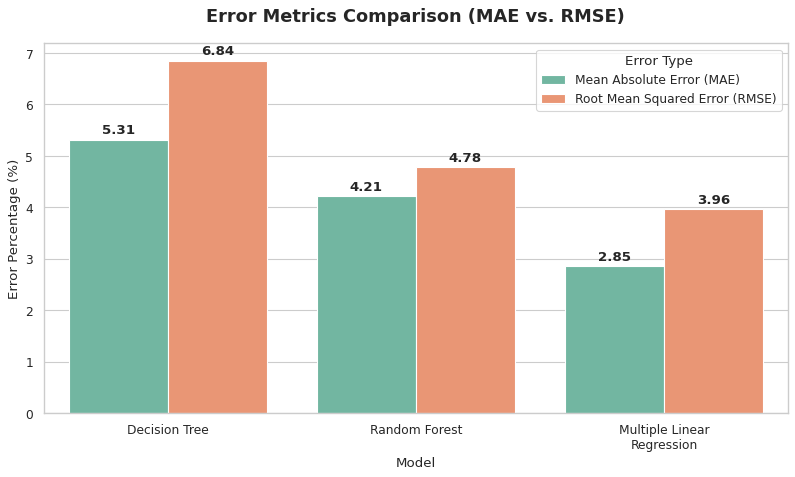 Error Metrics Comparison (MAE vs. RMSE)
Error Type
Mean Absolute Error (MAE)
Root Mean Squared Error (RMSE)
Error Percentage (%)
7
6
5
4
3
2
1
0
5.31
6.84
4.21
4.78
2.85
3.96
Decision Tree
Random Forest
Multiple Linear
Regression
Model